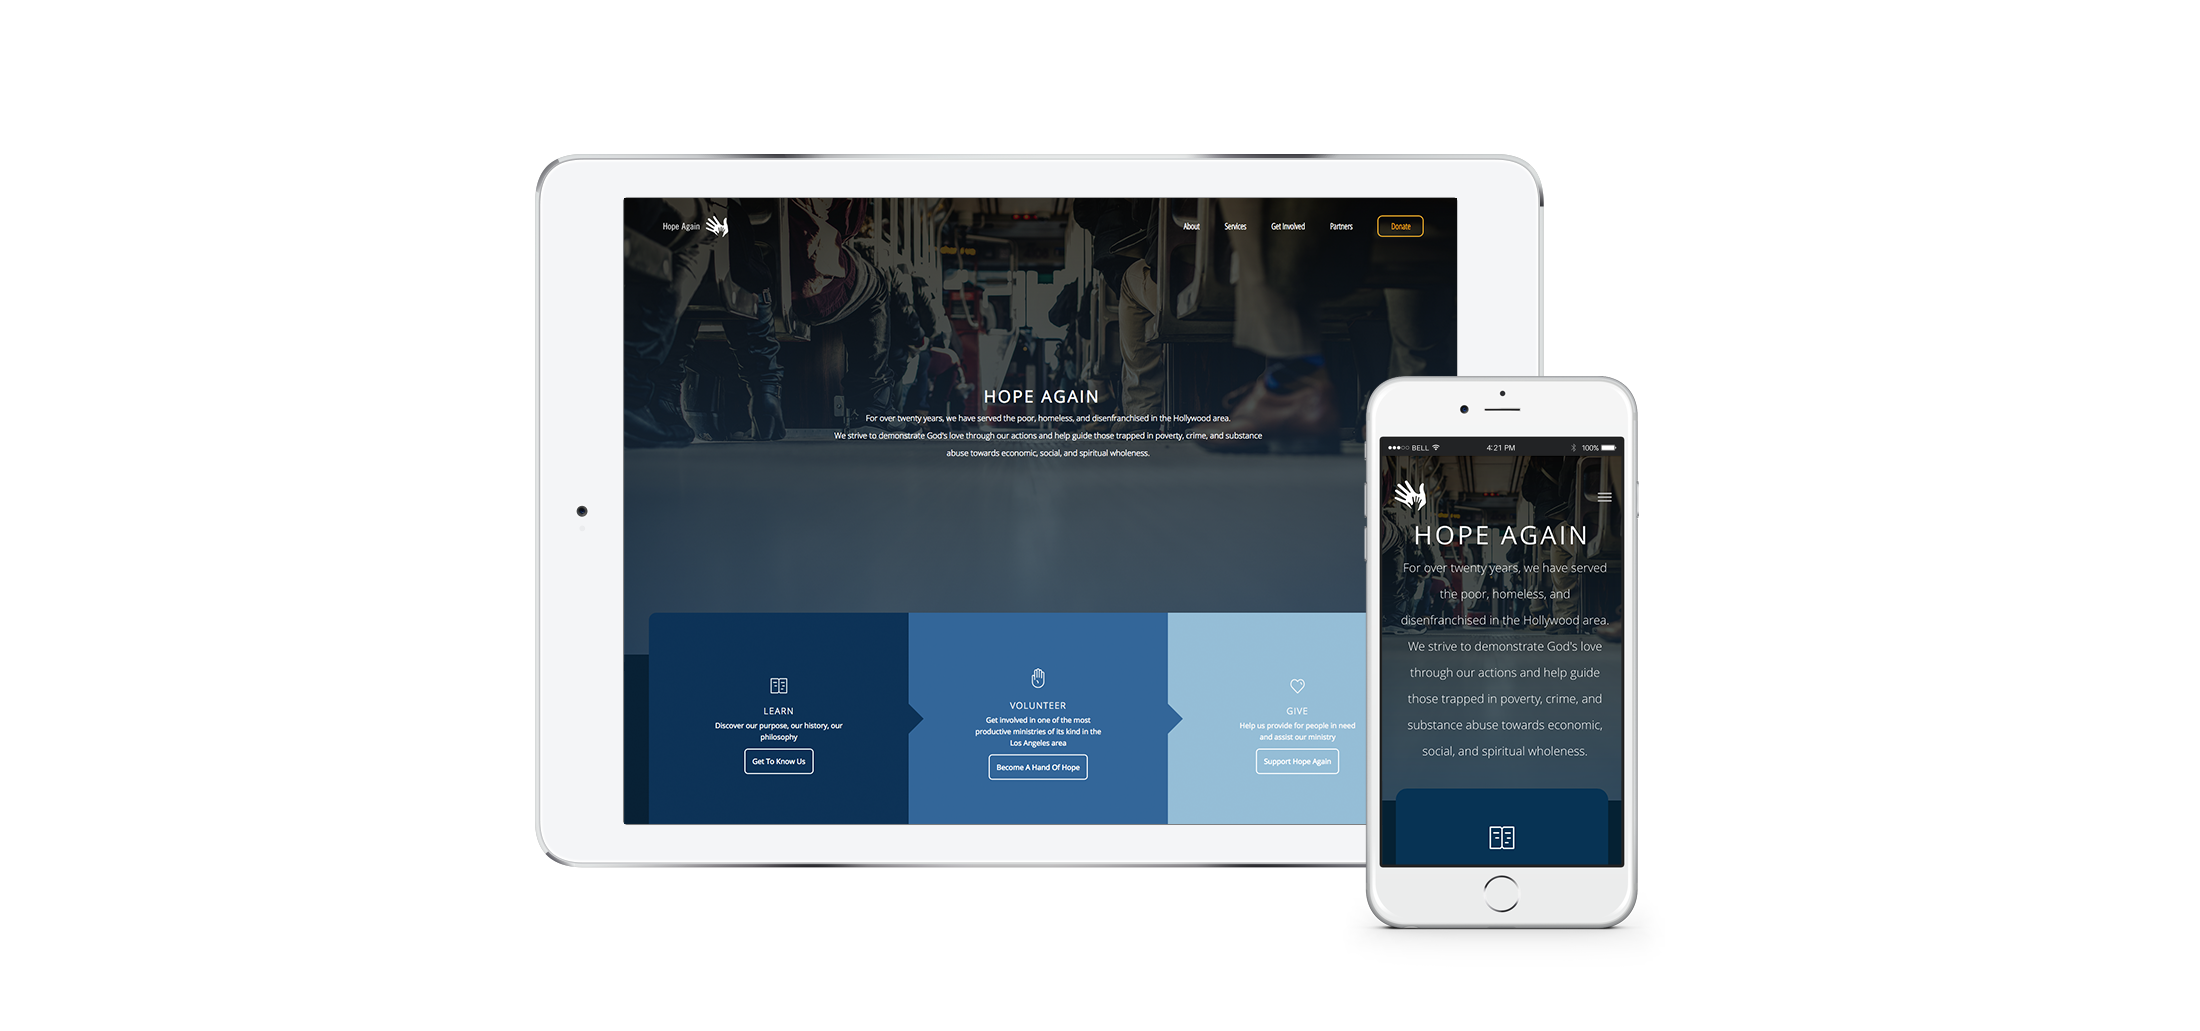 Hope Again
About
Services
Get Involved
Partners
Donate
HOPE AGAIN
For over twenty years, we have served the poor, homeless, and disenfranchised in the Hollywood area.
We strive to demonstrate God's love through our actions and help guide those trapped in poverty, crime, and substance
abuse towards economic, social, and spiritual wholeness.
LEARN
Discover our purpose, our history, our
philosophy
Get To Know Us
VOLUNTEER
Get involved in one of the most
productive ministries of its kind in the
Los Angeles area
Become A Hand Of Hope
GIVE
Help us provide for people in need
and assist our ministry
Support Hope Again
BELL
4:21 PM
100%
HOPE AGAIN
For over twenty years, we have served
the poor, homeless, and
disenfranchised in the Hollywood area.
We strive to demonstrate God's love
through our actions and help guide
those trapped in poverty, crime, and
substance abuse towards economic,
social, and spiritual wholeness.